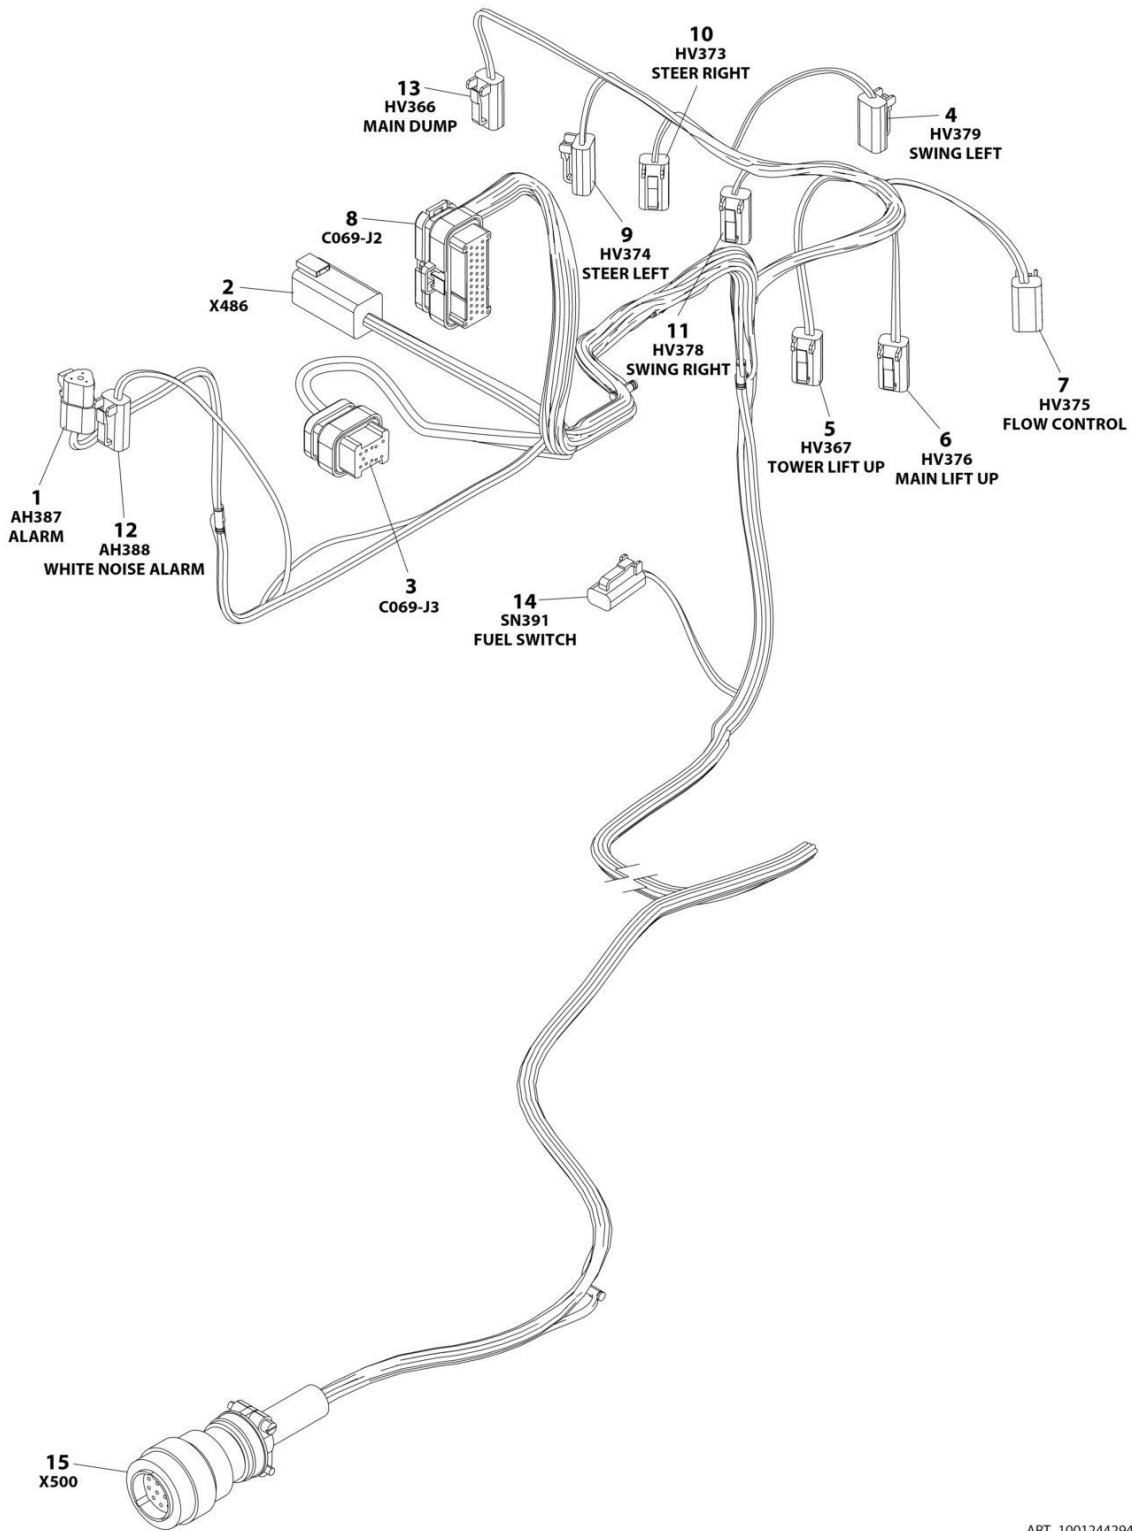 10
HV373
STEER RIGHT
13
HV366
MAIN DUMP
4
HV379
SWING LEFT
8
C069-J2
9
HV374
STEER LEFT
2
X486
11
HV378
SWING RIGHT
7
HV375
FLOW CONTROL
5
HV367
TOWER LIFT UP
6
HV376
MAIN LIFT UP
1
AH387
ALARM
12
AH388
WHITE NOISE ALARM
3
C069-J3
14
SN391
FUEL SWITCH
15
X500
ART_1001244294